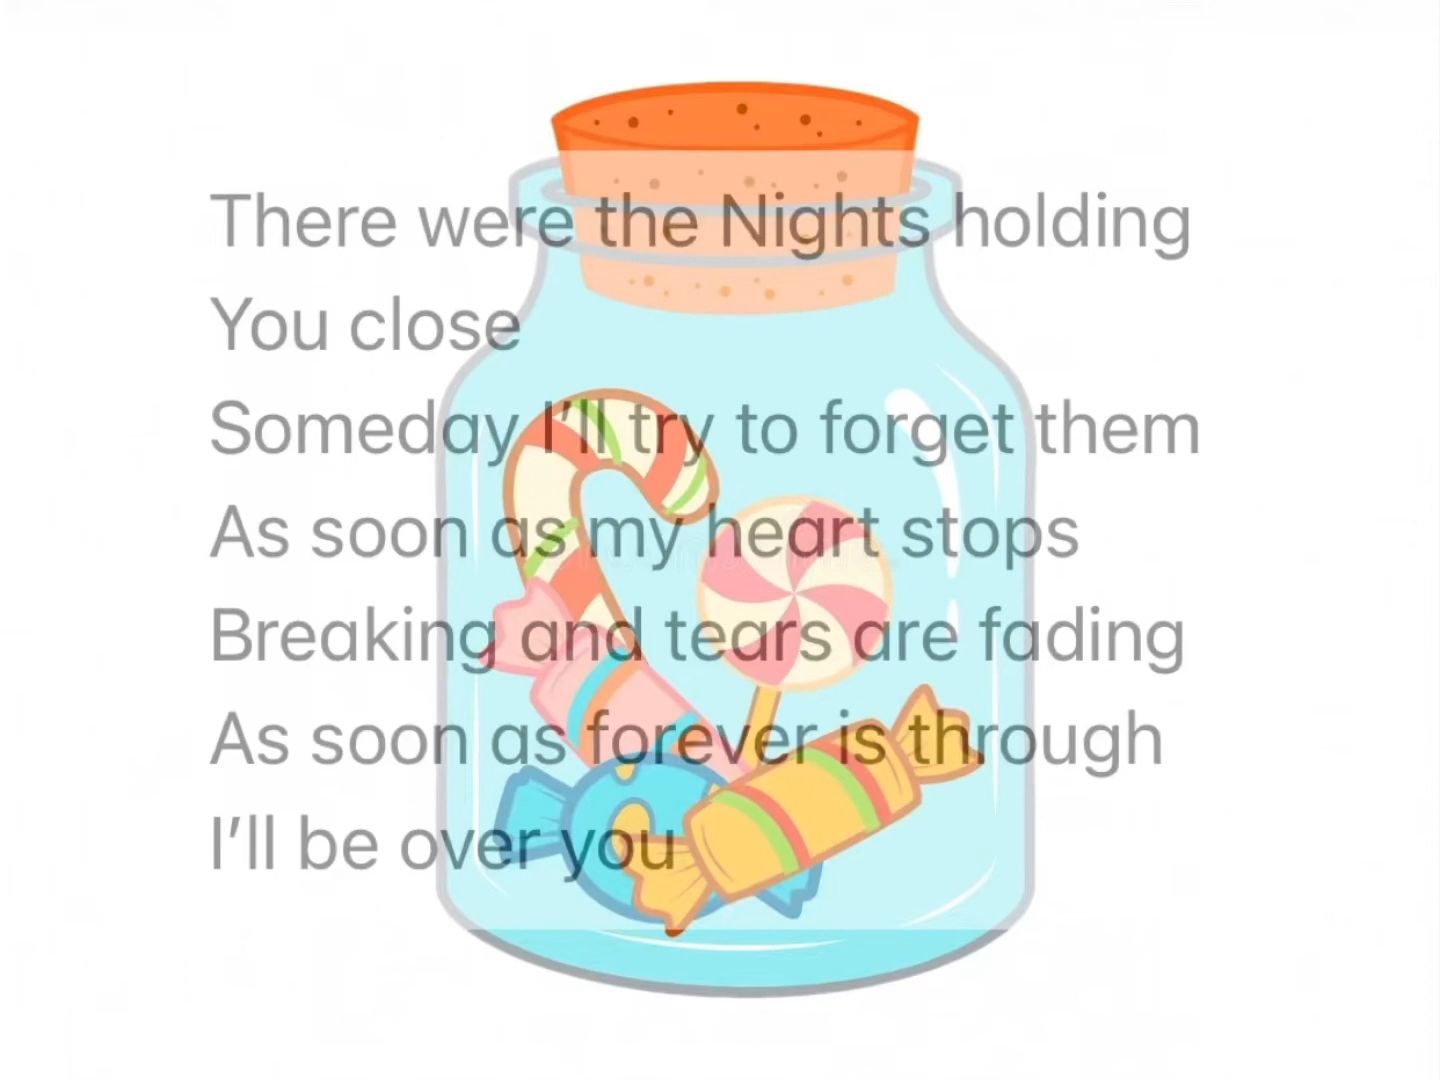 There were the Nights holding
You close
Someday I’ll try to forget them
As soon as my heart stops
Breaking and tears are fading
As soon as forever is through
I’ll be over you